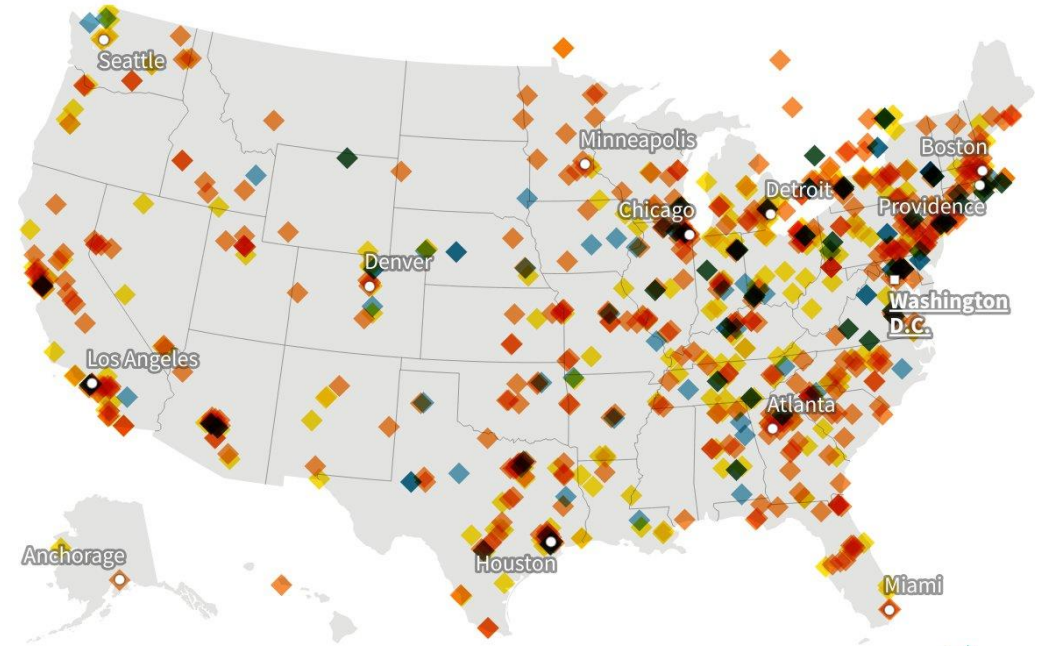 Seattle
Minneapolis
Boston
Detroit
Chicago
Providence
Denver
Washington
D.C.
Los Angeles
Atlanta
Anchorage
Houston
Miami